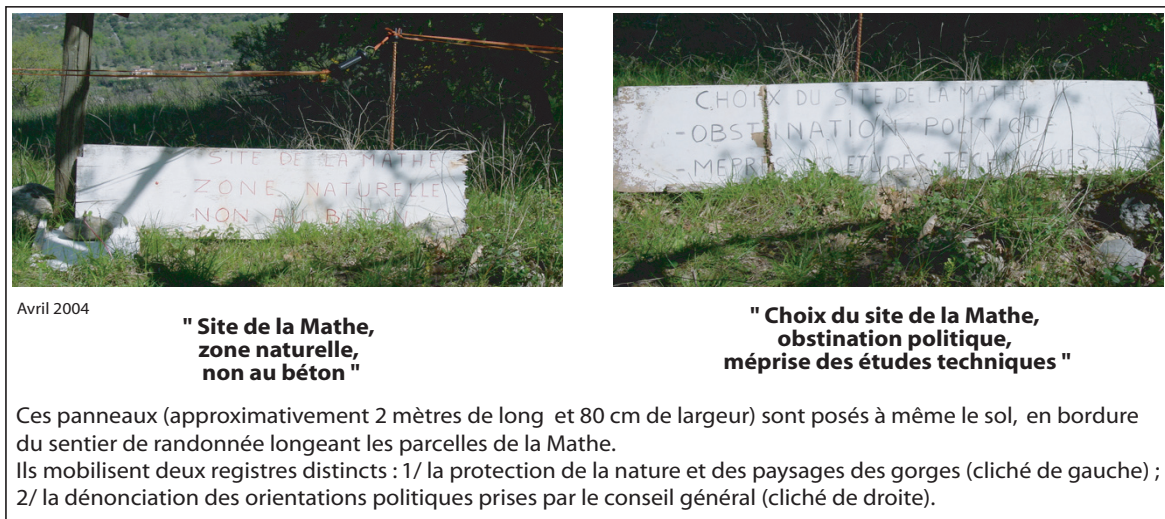 SITE DE LA MATHE
ZONE NATURELLE
NON AU BÉTON
CHOIX DU SITE DE LA MATHE
-OBSTINATION POLITIQUE
-MEPRIS DES ETUDES TECHNIQUES
Avril 2004
" Site de la Mathe,
zone naturelle,
non au béton "
" Choix du site de la Mathe,
obstination politique,
méprise des études techniques "
Ces panneaux (approximativement 2 mètres de long et 80 cm de largeur) sont posés à même le sol, en bordure
du sentier de randonnée longeant les parcelles de la Mathe.
Ils mobilisent deux registres distincts : 1/ la protection de la nature et des paysages des gorges (cliché de gauche) ;
2/ la dénonciation des orientations politiques prises par le conseil général (cliché de droite).